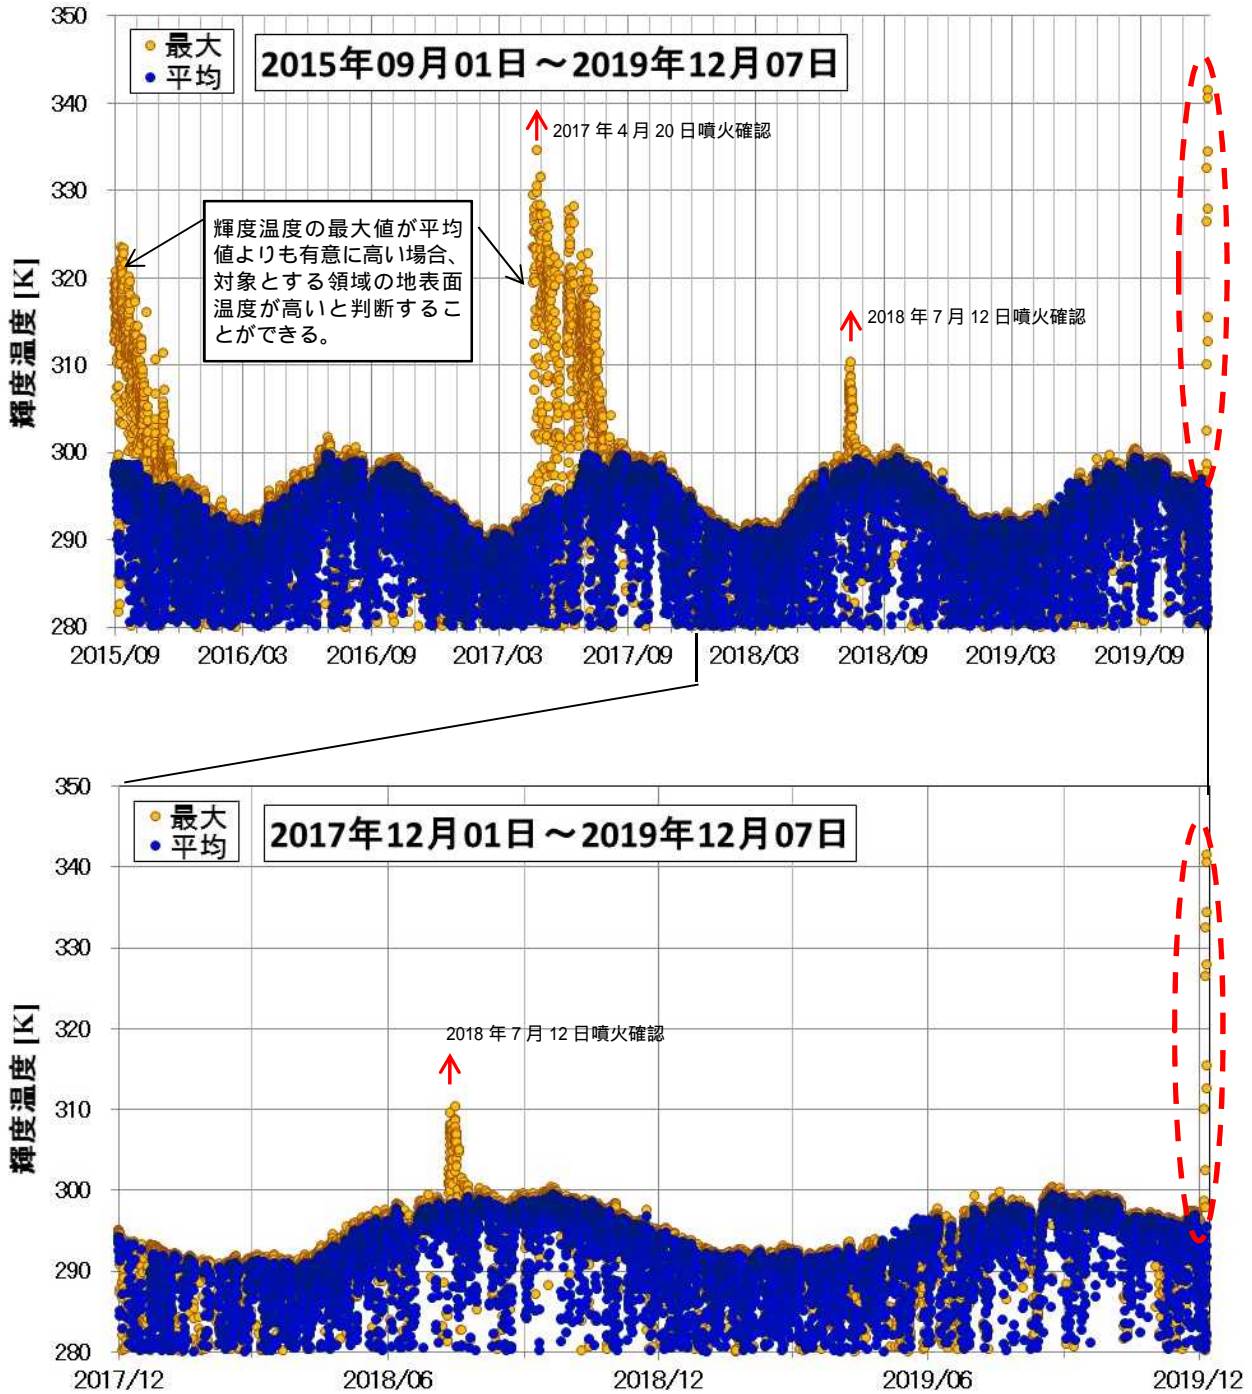 350
340
330
320
310
300
290
280
輝度温度 [K]
最大
平均
2015年09月01日～2019年12月07日
2017 年 4 月 20 日噴火確認
輝度温度の最大値が平均
値よりも有意に高い場合、
対象とする領域の地表面
温度が高いと判断するこ
とができる。
2018 年 7 月 12 日噴火確認
2015/09 2016/03 2016/09 2017/03 2017/09 2018/03 2018/09 2019/03 2019/09
350
340
330
320
310
300
290
280
輝度温度 [K]
最大
平均
2017年12月01日～2019年12月07日
2018 年 7 月 12 日噴火確認
2017/12 2018/06 2018/12 2019/06 2019/12